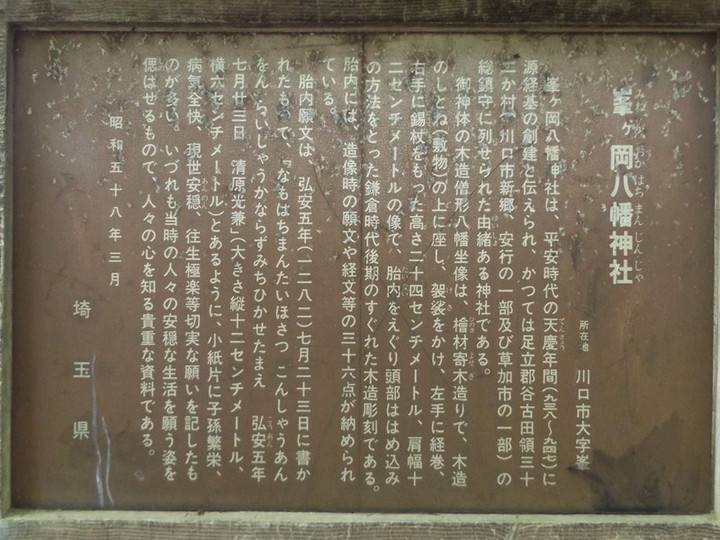 峯ヶ岡八幡神社
みねがおかはちまんじんじゃ
所在地 川口市大字峯
峯ヶ岡八幡神社は、平安時代の天慶年間(九三八〜九四七)に
源経基の創建と伝えられ、かつては足立郡谷古田領三十
二か村(川口市新郷、安行の一部及び草加市の一部)の
総鎮守に列せられた由緒ある神社である。
御神体の木造僧形八幡坐像は、檜材寄木造りで、木造
のしとね(敷物)の上に座し、袈裟をかけ、左手に経巻、
右手に錫杖をもった高さ二十四センチメートル、肩幅十
二センチメートルの像で、胎内をえぐり頭部ははめ込み
の方法をとった鎌倉時代後期のすぐれた木造彫刻である。
胎内には、造像時の願文や経文等の三十六点が納められ
ている。
胎内願文は、弘安五年(一二八二)七月二十三日に書か
れたもので、『なもはちまんたいほさつ こんしゃうあん
をん らいしゃうかならずみちひかせたまえ 弘安五年
七月廿三日 清原光兼」(大きさ縦十二センチメートル、
横六センチメートル)とあるように、小紙片に子孫繁栄、
病気全快、現世安穏、往生極楽等切実な願いを記したも
のが多い。いづれも当時の人々の安穏な生活を願う姿を
偲ばせるもので、人々の心を知る貴重な資料である。
昭和五十八年三月
埼玉県